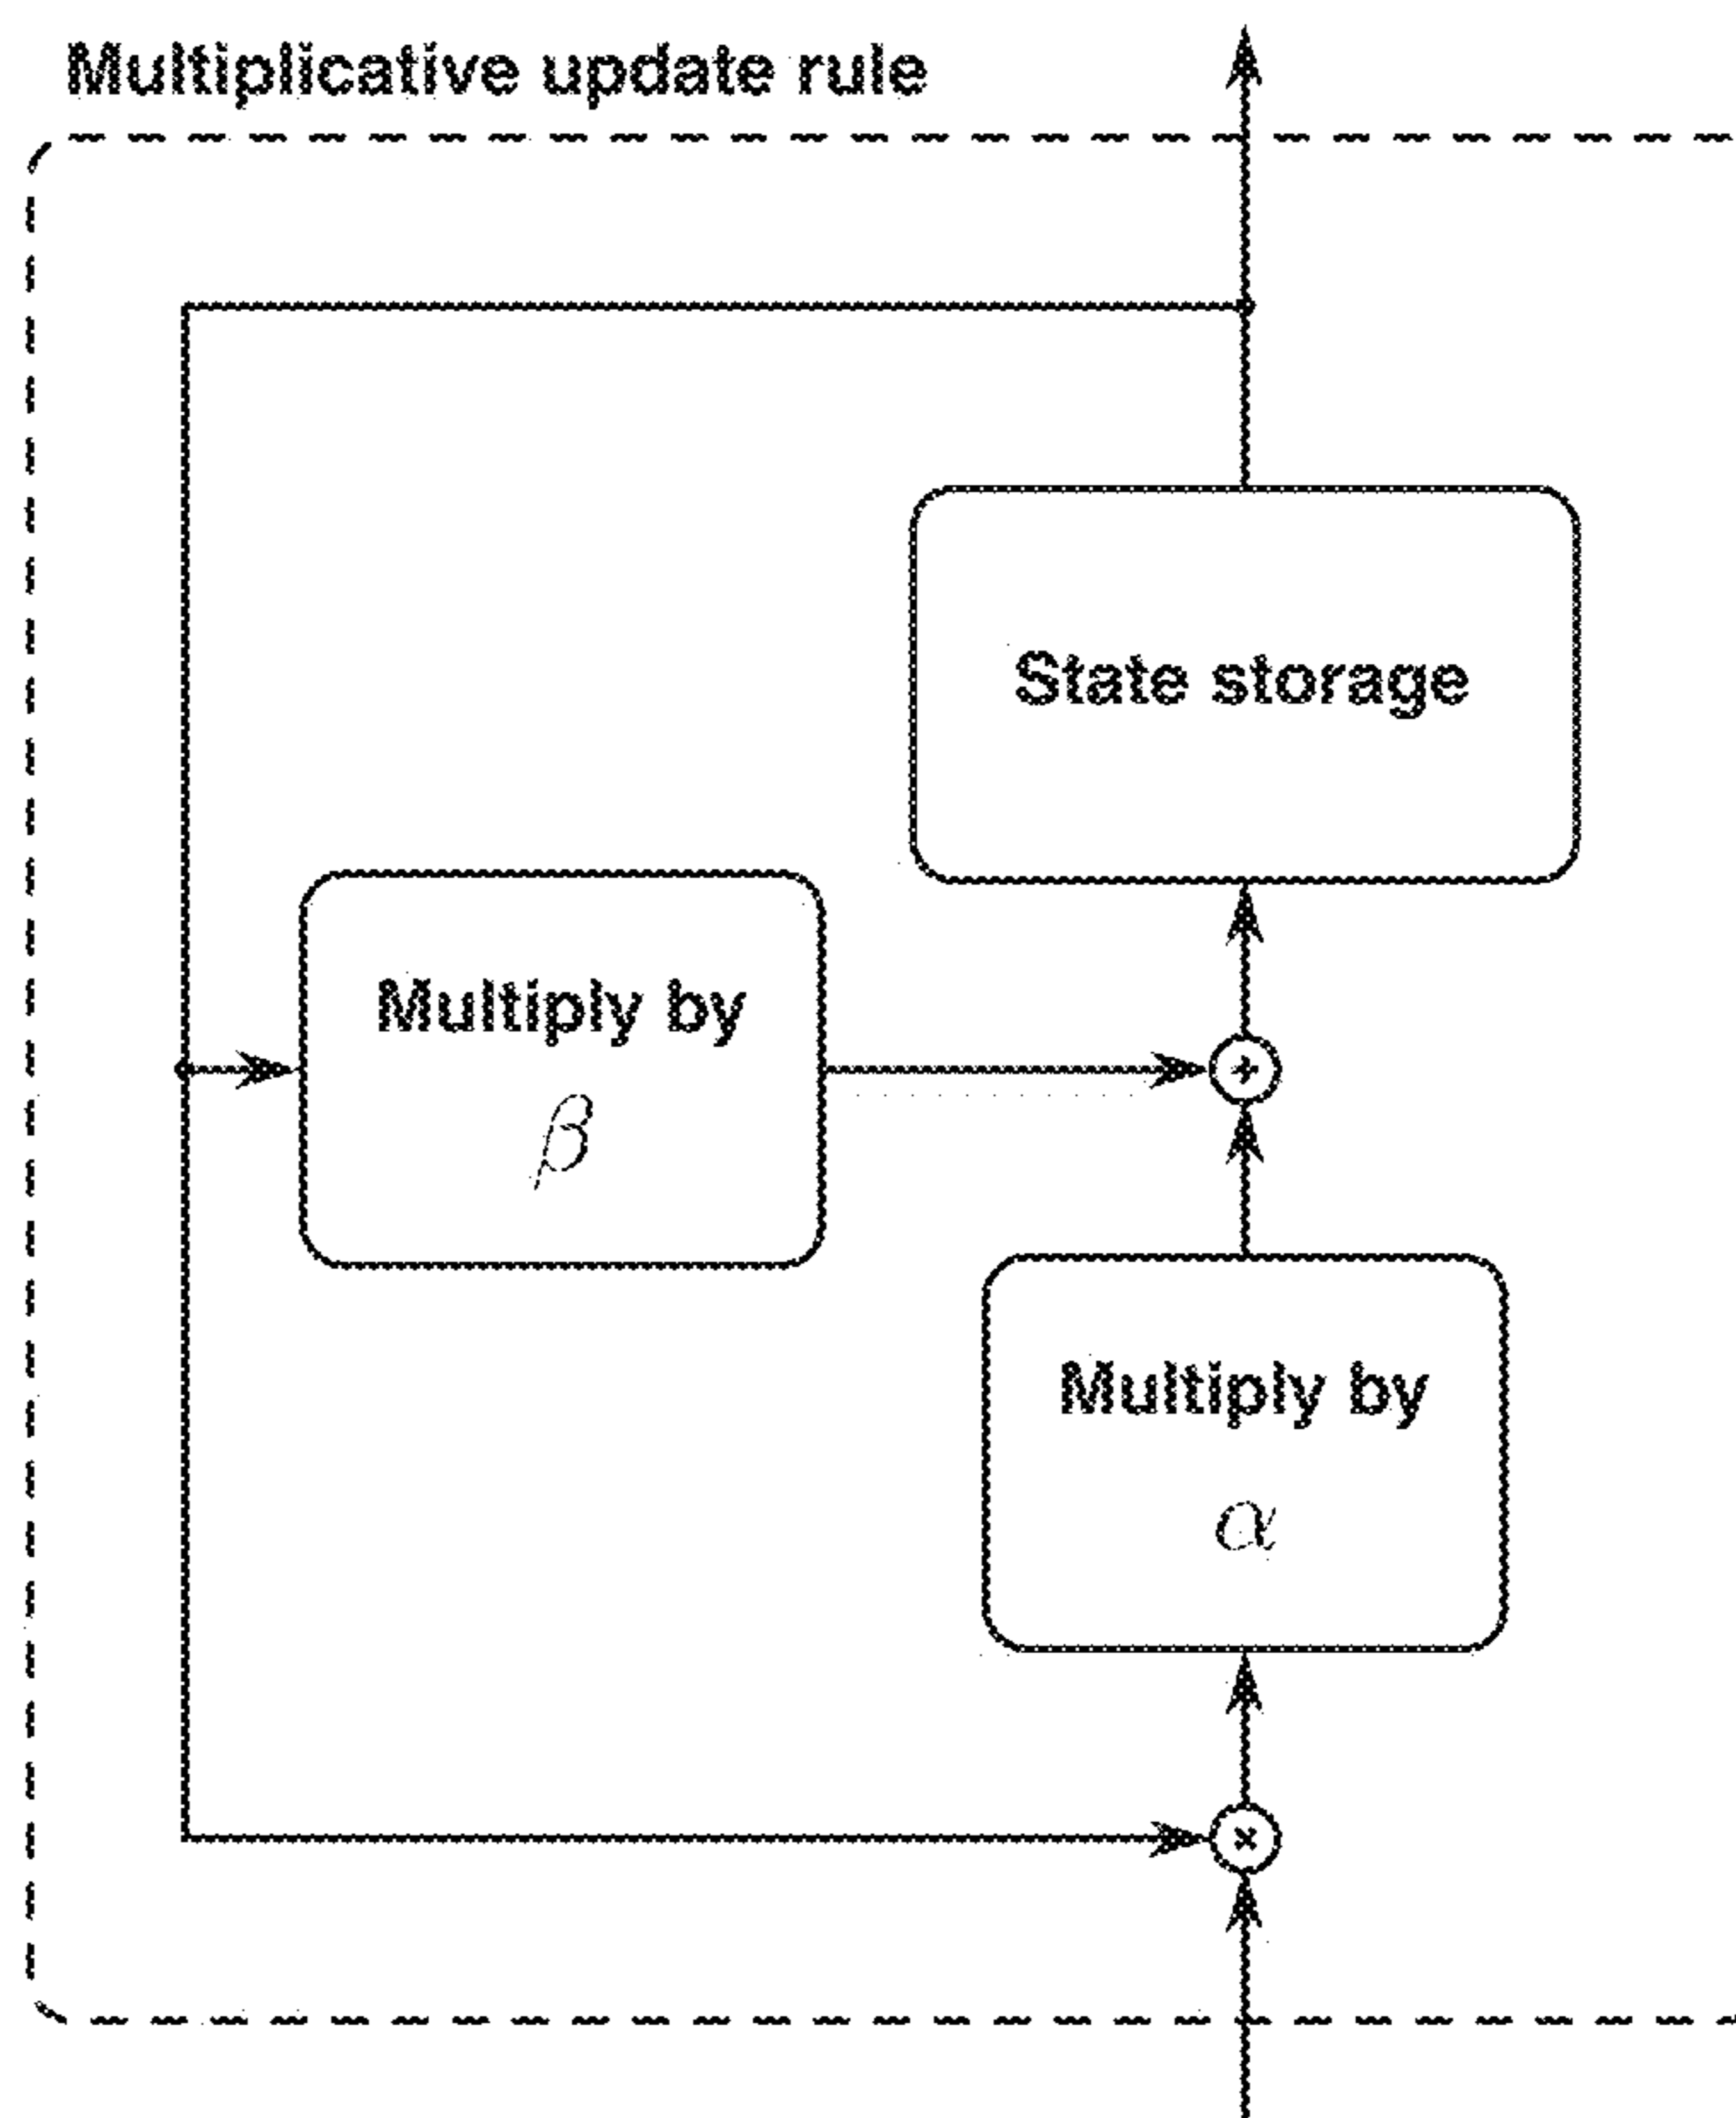 Multiplicative update rule
State storage
Multiply by
β
+
Multiply by
α
×